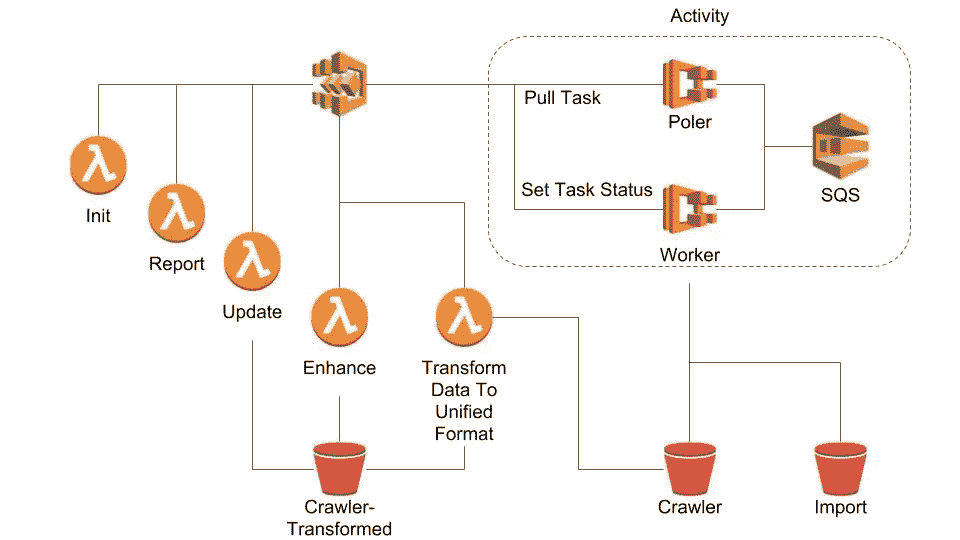 Activity
Pull Task
Poler
Set Task Status
Worker
SQS
Init
Report
Update
Enhance
Transform
Data To
Unified
Format
Crawler-
Transformed
Crawler
Import